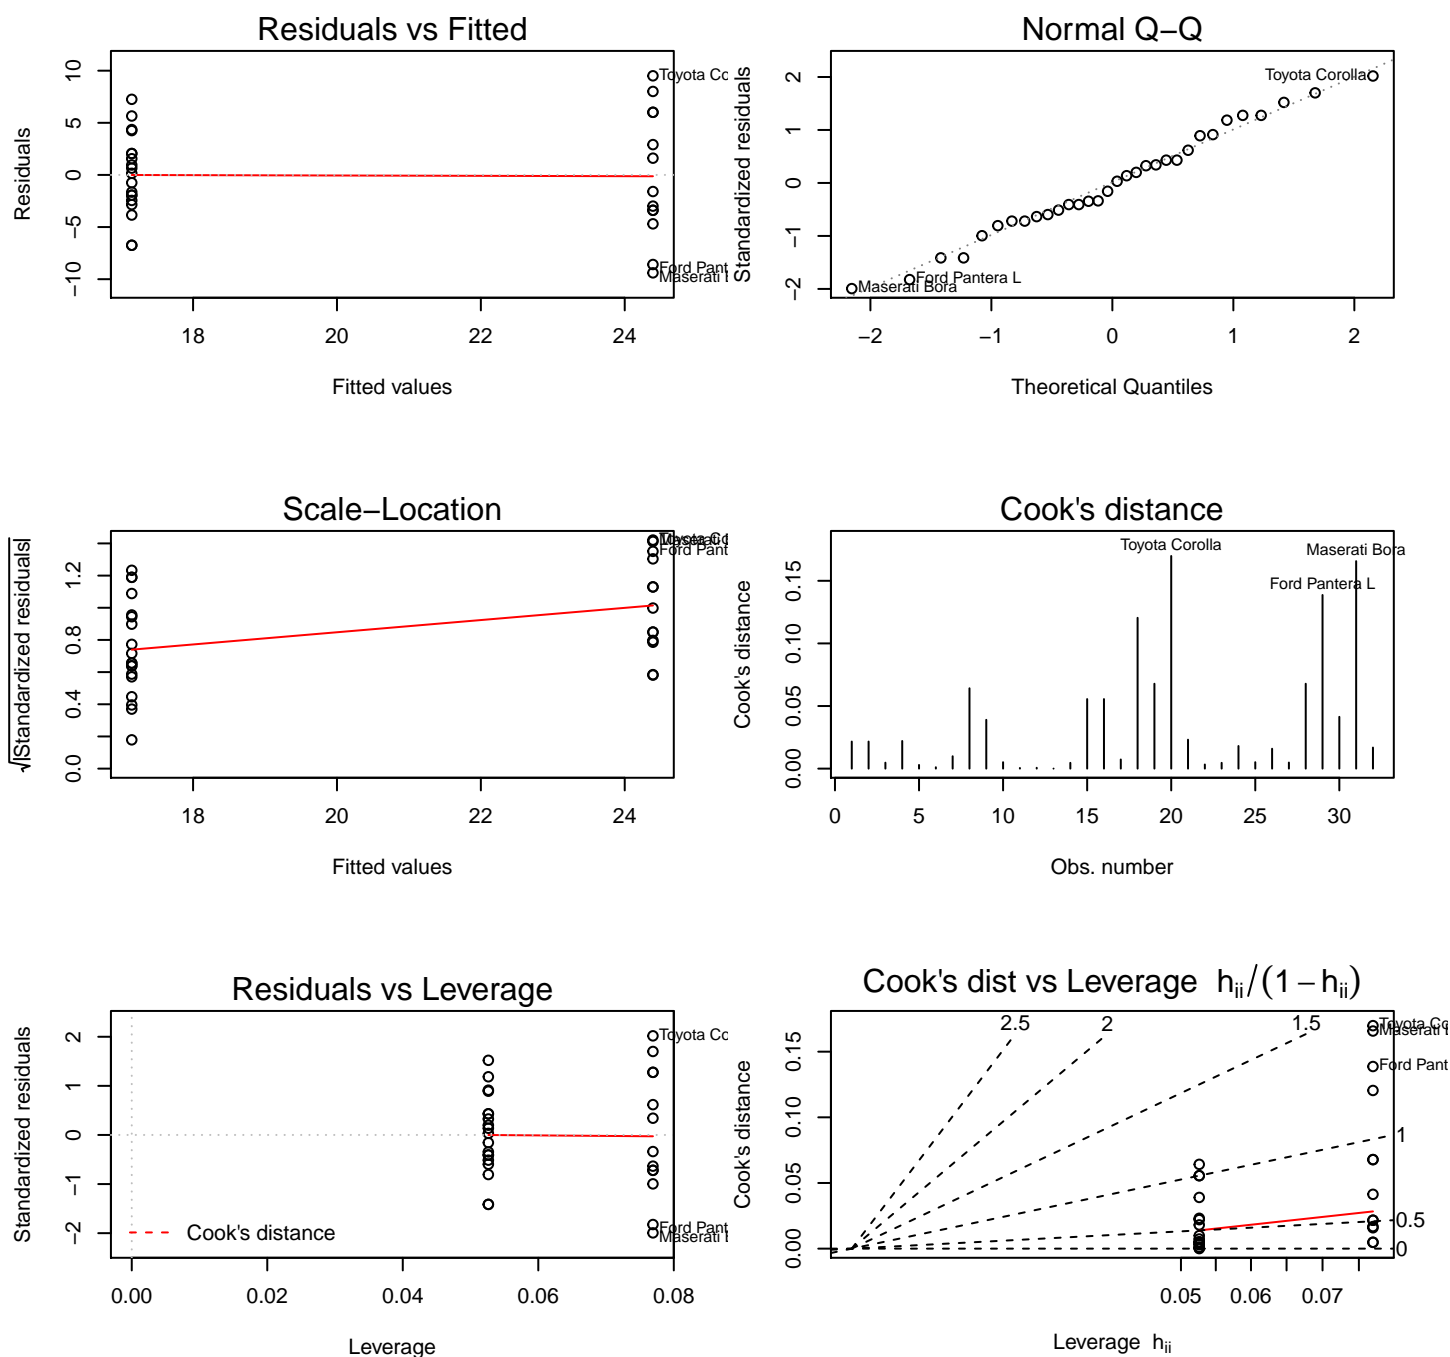 Residuals vs Fitted
Residuals
10
5
0
−5
−10
18
20
22
24
Fitted values
Toyota Co
Ford Pant
Maserati
Normal Q−Q
Standardized residuals
2
1
0
−1
−2
−2
−1
0
1
2
Theoretical Quantiles
Toyota Corolla
Ford Pantera L
Maserati Bora
Scale−Location
√|Standardized residuals|
1.2
0.8
0.4
0.0
18
20
22
24
Fitted values
Ford Pant
Cook's distance
Cook's distance
0.15
0.10
0.05
0.00
0
5
10
15
20
25
30
Obs. number
Toyota Corolla
Maserati Bora
Ford Pantera L
Residuals vs Leverage
Standardized residuals
2
1
0
−1
−2
0.00
0.02
0.04
0.06
0.08
Leverage
Toyota Co
Ford Pant
Maserati
Cook's distance
Cook's dist vs Leverage hii/(1−hii)
Cook's distance
0.15
0.10
0.05
0.00
2.5
2
1.5
1
0.5
0
0.05
0.06
0.07
Leverage hii
Toyota Co
Maserati
Ford Pant